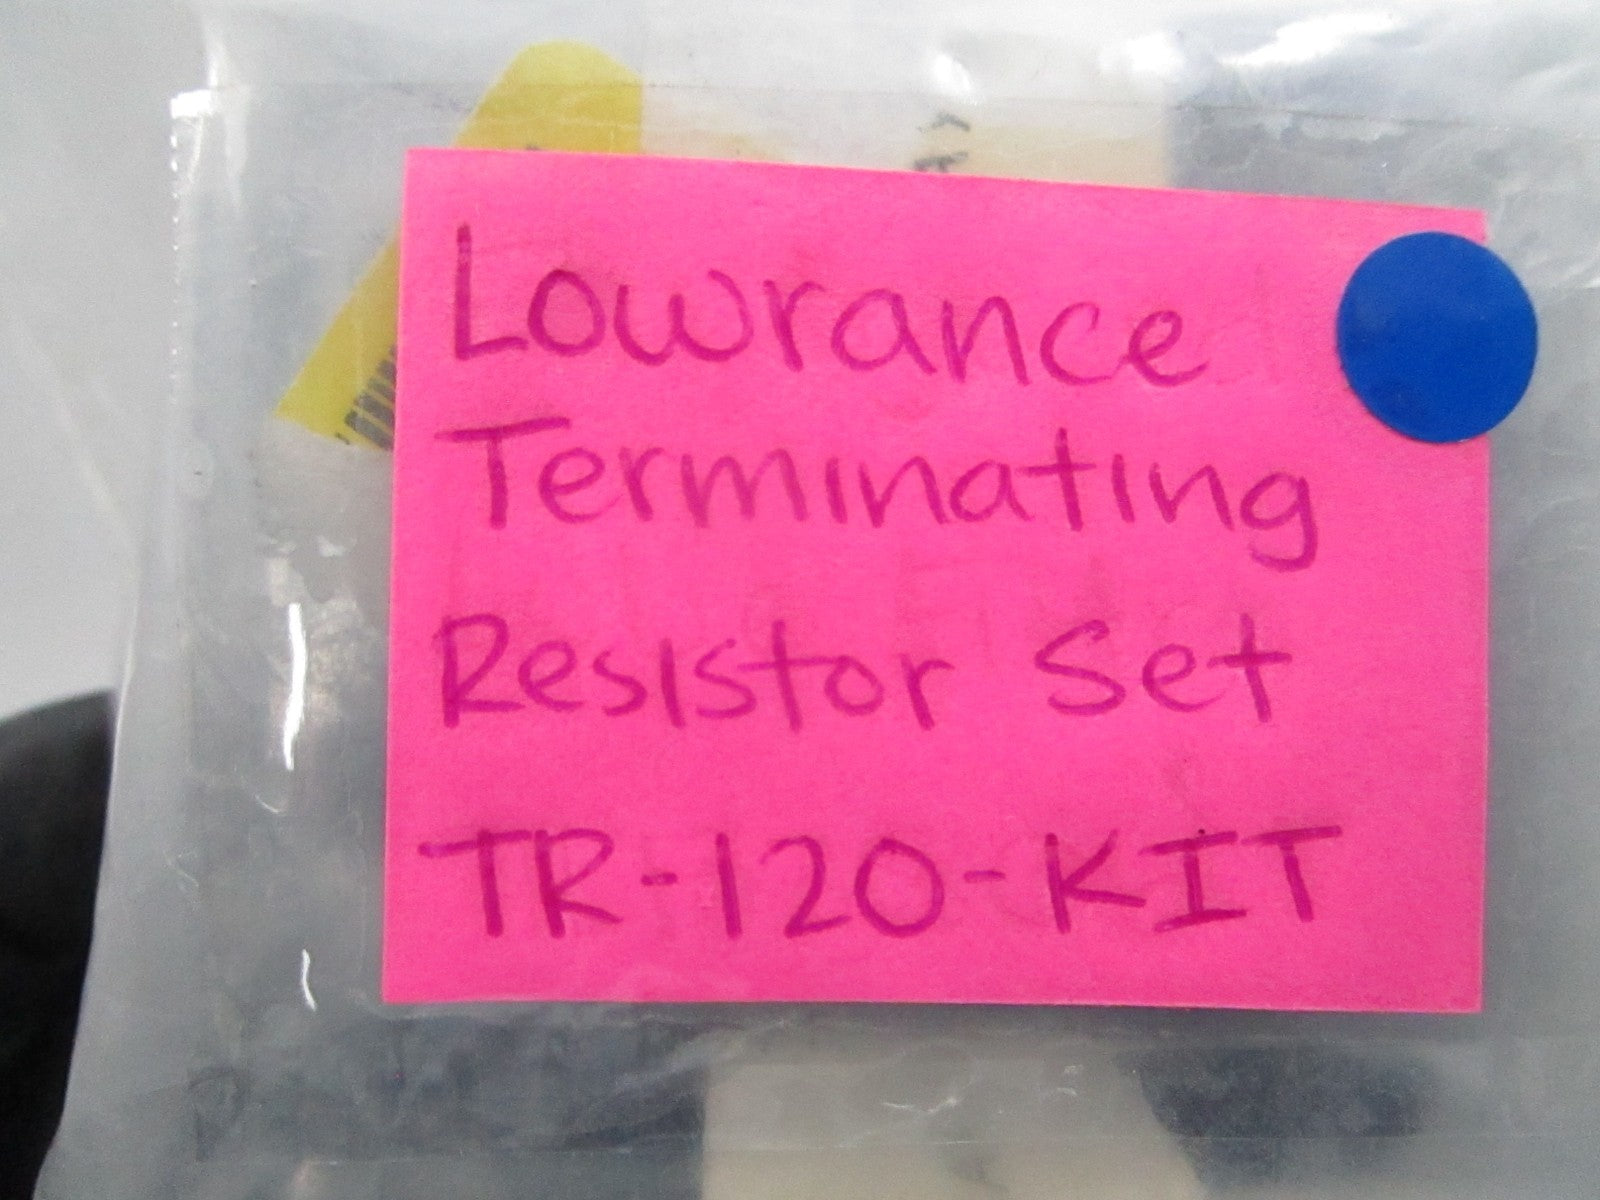 Lowrance
Terminating
Resistor Set
TR-120-KIT